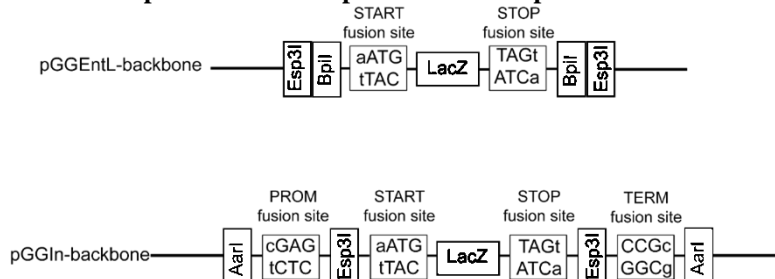 START STOP
fusion site fusion site
pGGEntL-backbone Esp3I BpiI aATG LacZ TAGt BpiI Esp3I
tTAC ATCa
PROM START STOP TERM
fusion site fusion site fusion site fusion site
pGGIn-backbone AarI cGAG Esp3I aATG LacZ TAGt Esp3I CCGc AarI
tCTC tTAC ATCa GGCg